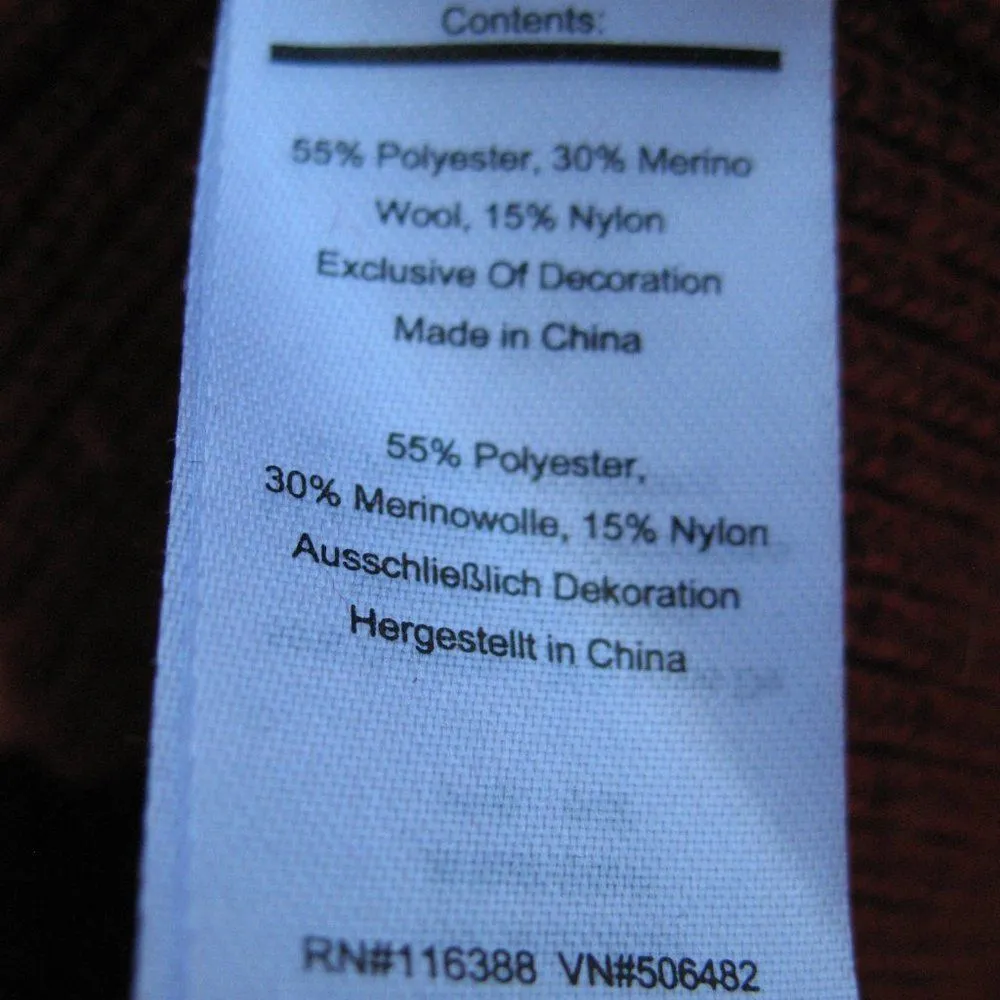 Contents:
55% Polyester, 30% Merino
Wool, 15% Nylon
Exclusive Of Decoration
Made in China
55% Polyester,
30% Merinowolle, 15% Nylon
Ausschließlich Dekoration
Hergestellt in China
RN#116388 VN#506482